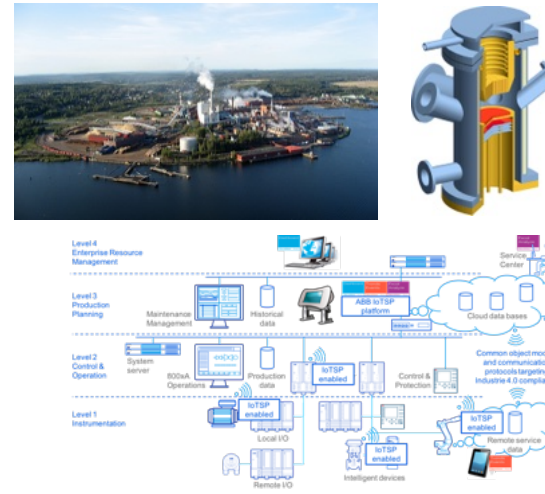 Level 4
Enterprise Resource
Management
Service
Center
Level 3
Production
Planning
Maintenance
Management
Historical
data
ABB IoTSP
platform
Cloud data bases
Level 2
Control &
Operation
System
server
800xA
Operations
Production
data
IoTSP
enabled
Control &
Protection
Common object mod
and communication
protocols targeting
Industrie 4.0 complian
Level 1
Instrumentation
IoTSP
enabled
Local I/O
Remote I/O
IoTSP
enabled
Intelligent devices
IoTSP
enabled
Remote service
data